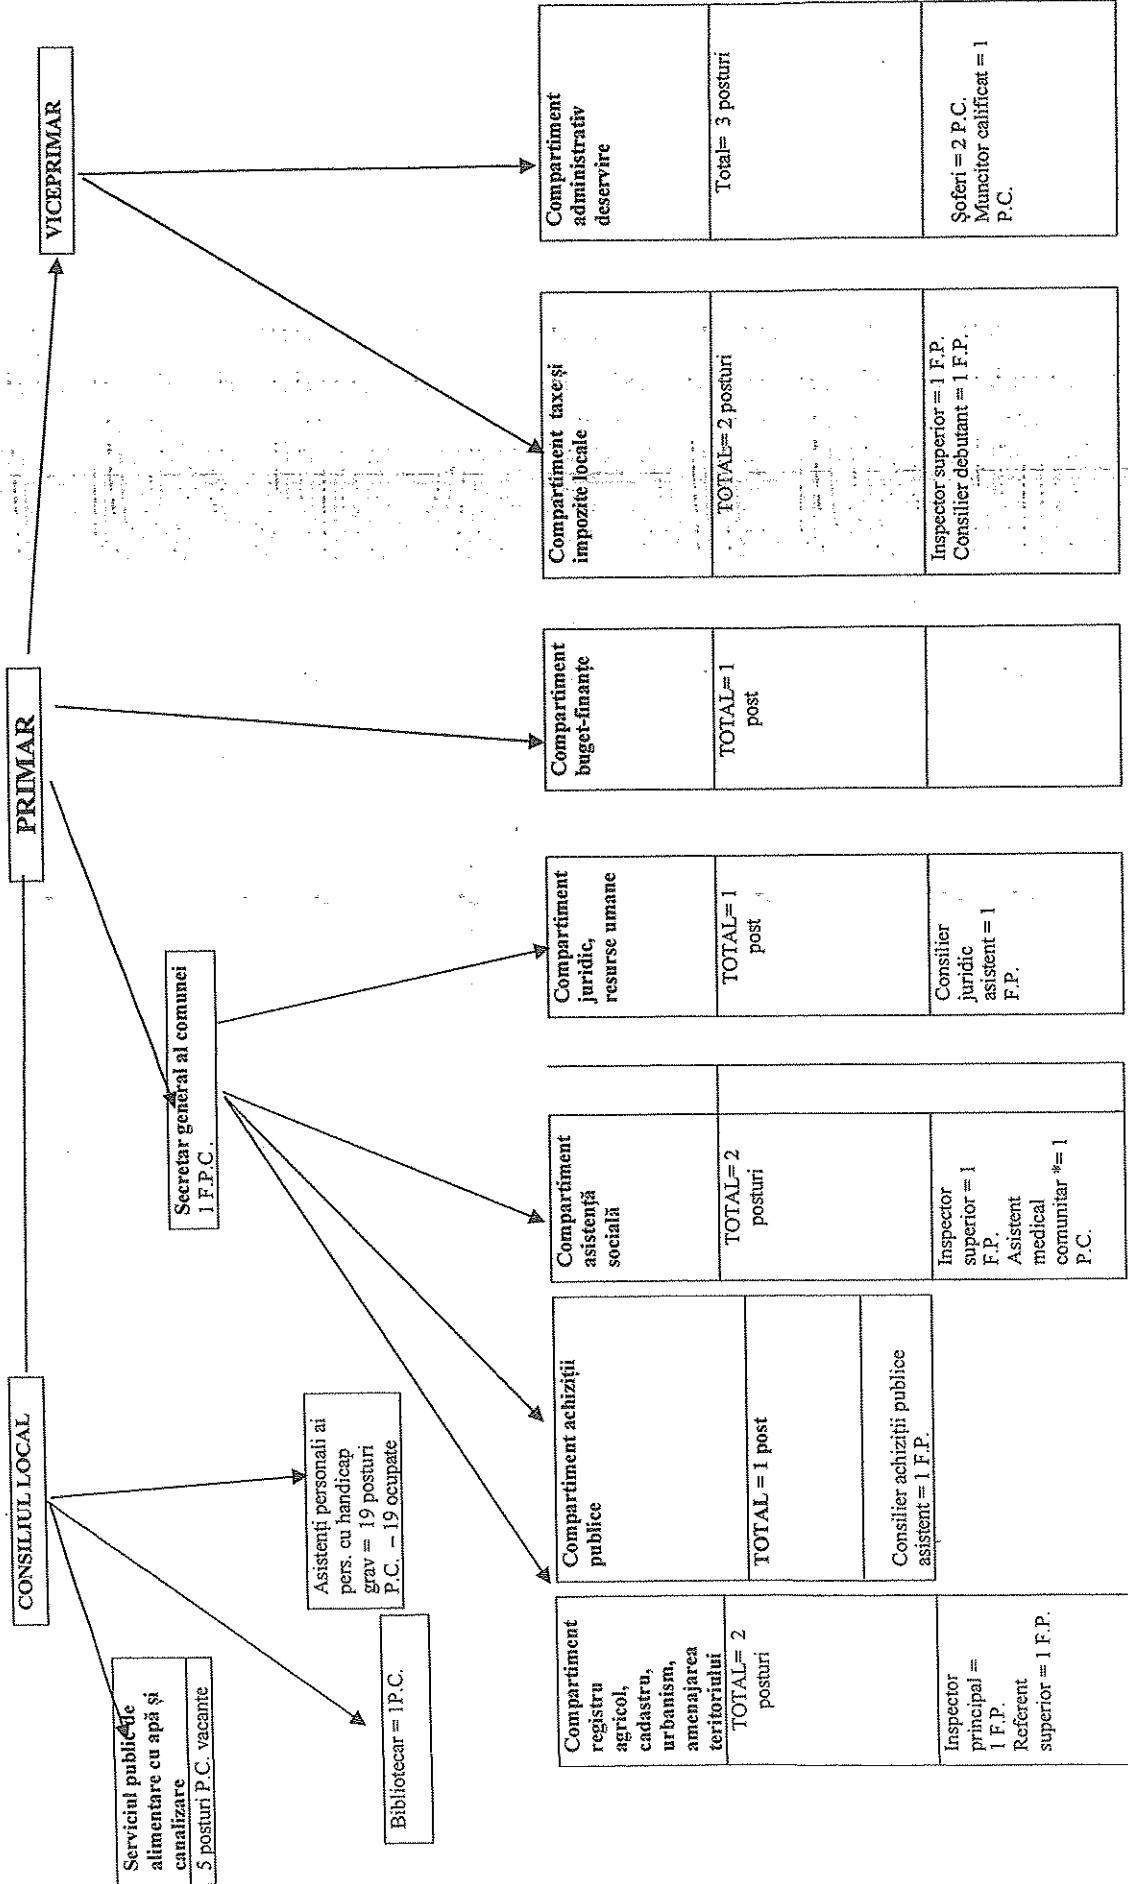 CONSILIUL LOCAL
PRIMAR
VICEPRIMAR
Serviciul public de
alimentare cu apă și
canalizare
5 posturi P.C. vacante
Bibliotecar = 1P.C.
Asistenți personali ai
pers. cu handicap
grav = 19 posturi
P.C. – 19 ocupate
Secretar general al comunei
1 F.P.C .
Compartiment
registru
agricol,
cadastru,
urbanism,
amenajarea
teritoriului
TOTAL= 2
posturi
Inspector
principal =
1 F.P.
Referent
superior = 1 F.P.
Compartiment achiziții
publice
TOTAL = 1 post
Consilier achiziții publice
asistent = 1 F.P.
Compartiment
asistență
socială
TOTAL= 2
posturi
Inspector
superior = 1
F.P.
Asistent
medical
comunitar *= 1
P.C.
Compartiment
juridic,
resurse umane
TOTAL= 1
post
Consilier
juridic
asistent = 1
F.P.
Compartiment
buget-finanțe
TOTAL= 1
post
Compartiment taxe și
impozite locale
TOTAL= 2 posturi
Inspector superior = 1 F.P.
Consilier debutant = 1 F.P.
Compartiment
administrativ
deservire
Total= 3 posturi
Șoferi = 2 P.C.
Muncitor calificat = 1
P.C.